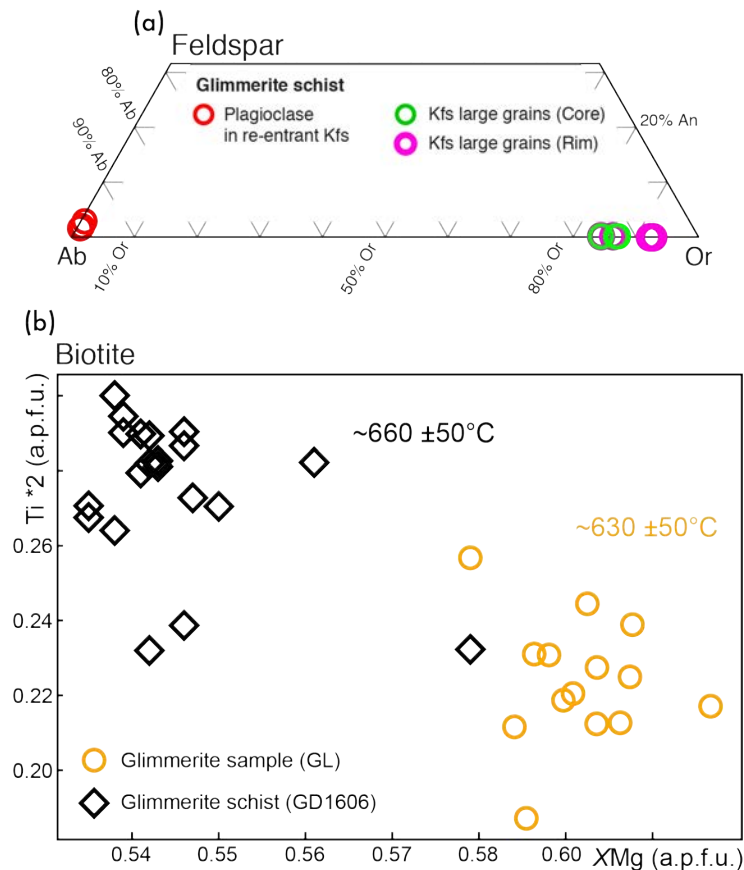 (a)
Feldspar
Glimmerite schist
Plagioclase
in re-entrant Kfs
Kfs large grains (Core)
Kfs large grains (Rim)
80% Ab
90% Ab
20% An
Ab
10% Or
50% Or
80% Or
Or
(b)
Biotite
Ti *2 (a.p.f.u.)
~660 ±50°C
~630 ±50°C
0.26
0.24
0.22
0.20
Glimmerite sample (GL)
Glimmerite schist (GD1606)
0.54 0.55 0.56 0.57 0.58 0.60 XMg (a.p.f.u.)